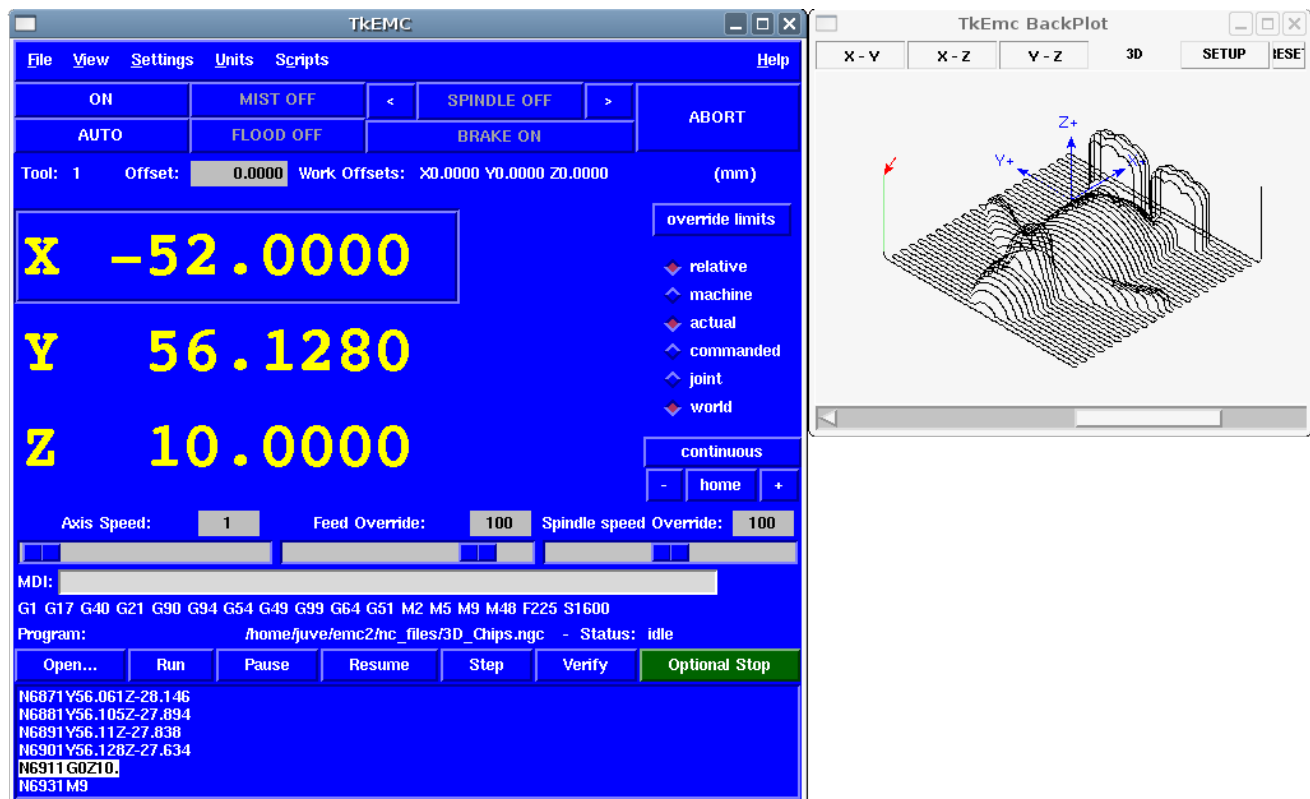 TkEMC
File View Settings Units Scripts Help
ON MIST OFF < SPINDLE OFF > ABORT
AUTO FLOOD OFF BRAKE ON
Tool: 1 Offset: 0.0000 Work Offsets: X0.0000 Y0.0000 Z0.0000 (mm)
override limits
X -52.0000
relative
machine
actual
Y 56.1280
commanded
joint
world
Z 10.0000
continuous
- home +
Axis Speed: 1 Feed Override: 100 Spindle speed Override: 100
MDI:
G1 G17 G40 G21 G90 G94 G54 G49 G99 G64 G51 M2 M5 M9 M48 F225 S1600
Program: /home/juve/emc2/nc_files/3D_Chips.ngc - Status: idle
Open... Run Pause Resume Step Verify Optional Stop
N6871Y56.061Z-28.146
N6881Y56.105Z-27.894
N6891Y56.11Z-27.838
N6901Y56.128Z-27.634
N6911G0Z10.
N6931M9
TkEmc BackPlot
X - Y X - Z Y - Z 3D SETUP RESET
Z+
Y+ X+